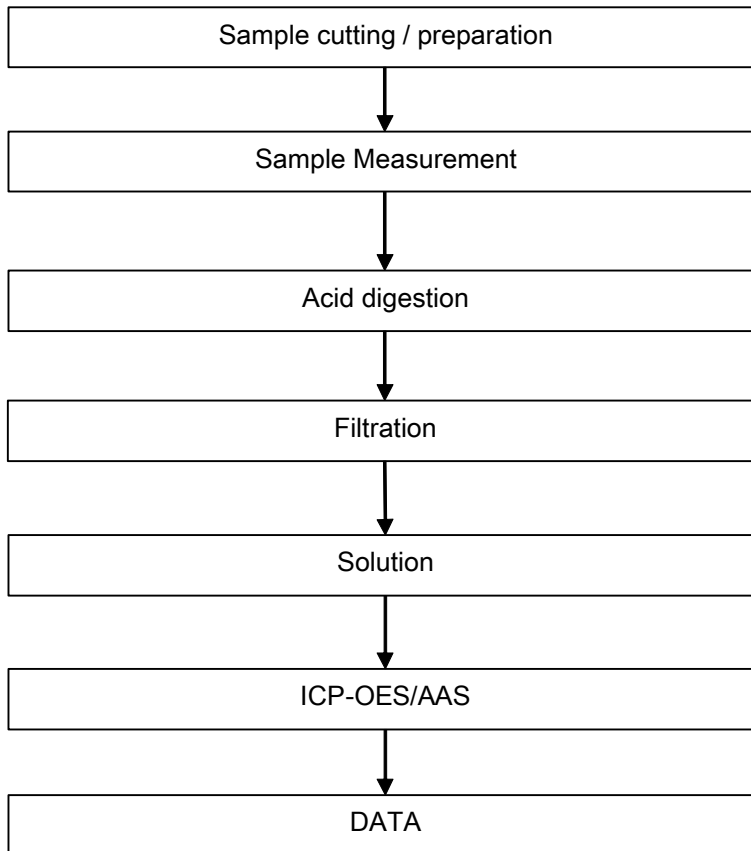 Sample cutting / preparation
Sample Measurement
Acid digestion
Filtration
Solution
ICP-OES/AAS
DATA